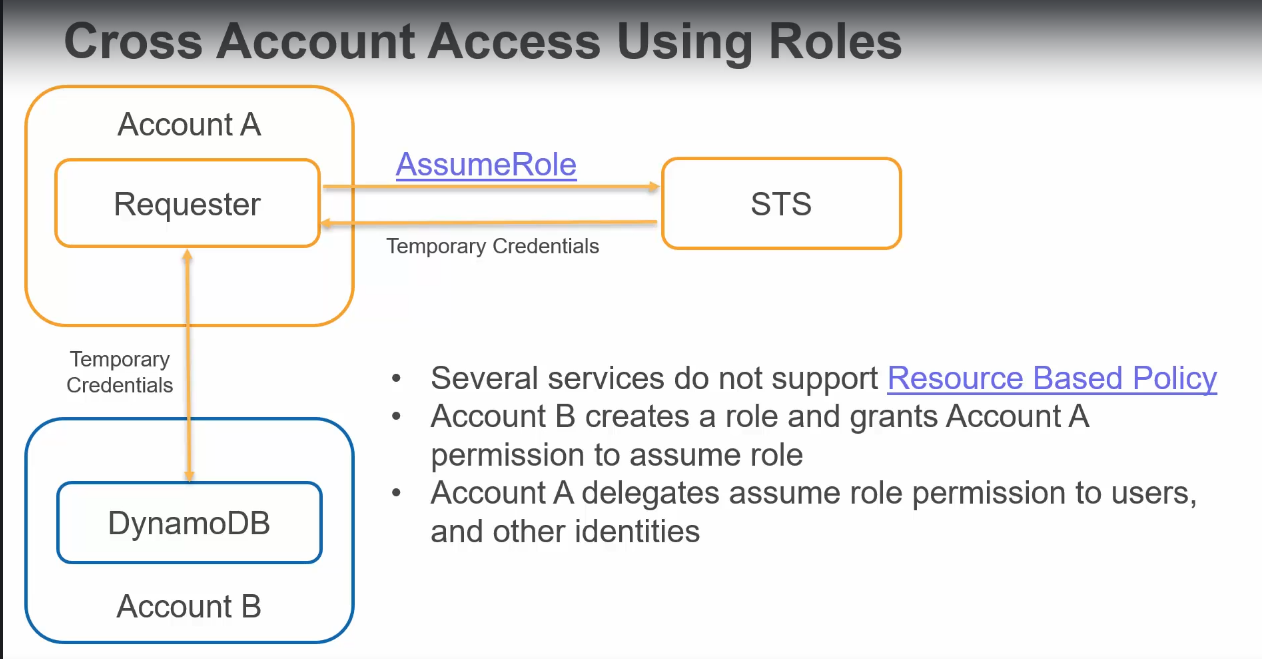 Cross Account Access Using Roles
Account A
Requester
AssumeRole
STS
Temporary Credentials
Temporary
Credentials
DynamoDB
Account B
• Several services do not support Resource Based Policy
• Account B creates a role and grants Account A
permission to assume role
• Account A delegates assume role permission to users,
and other identities